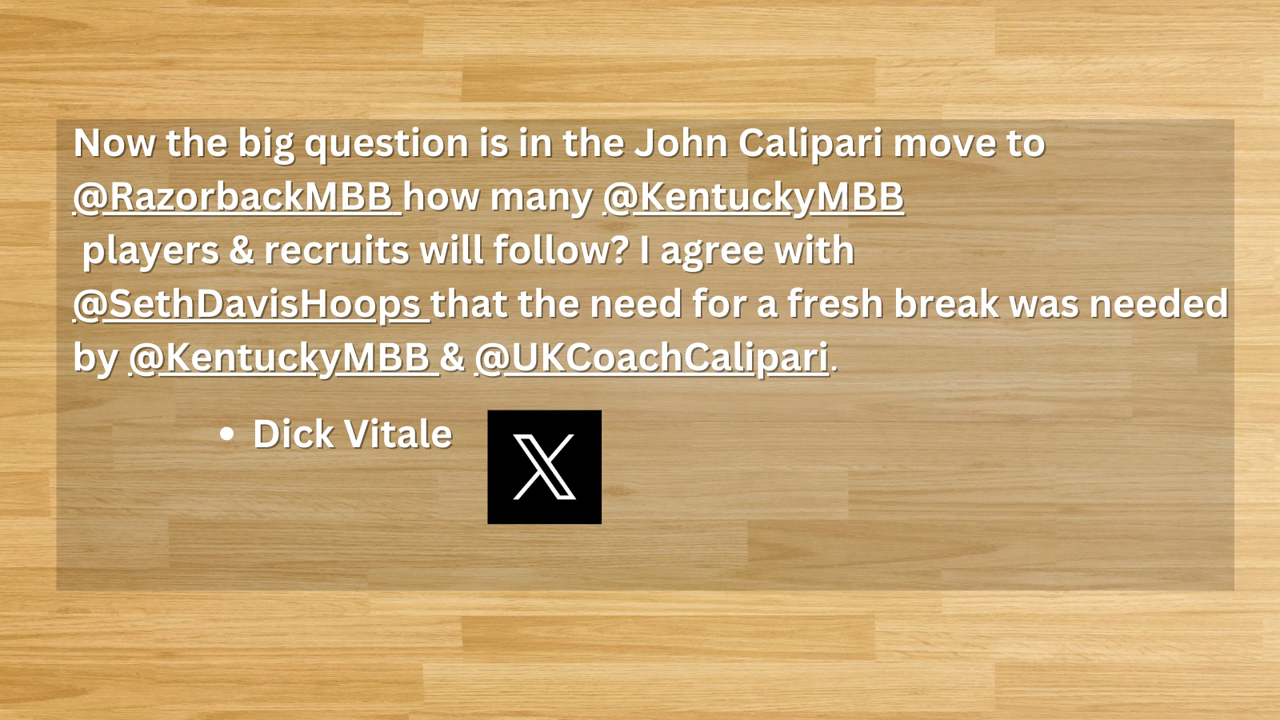 Now the big question is in the John Calipari move to
@RazorbackMBB how many @KentuckyMBB
players & recruits will follow? I agree with
@SethDavisHoops that the need for a fresh break was needed
by @KentuckyMBB & @UKCoachCalipari.
• Dick Vitale